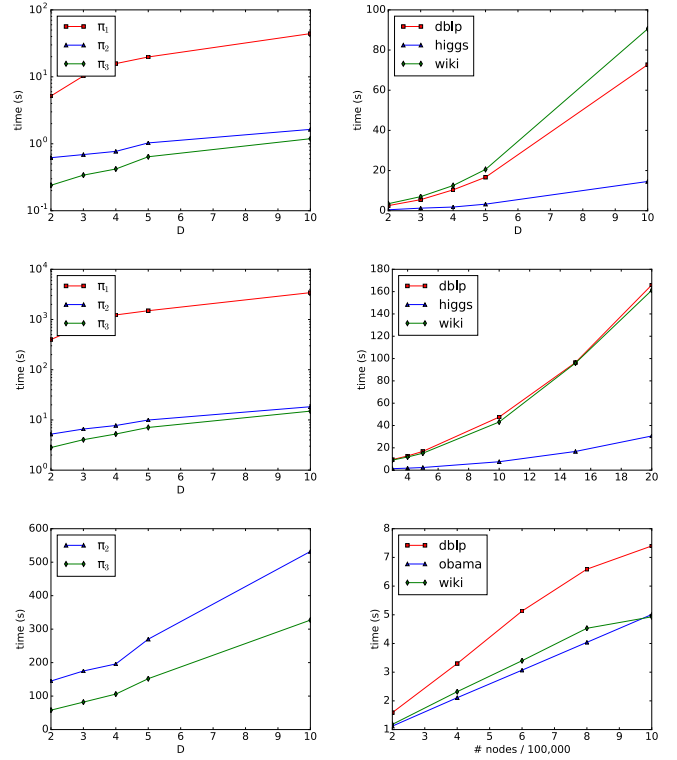 10²
π₁
π₂
π₃
10¹
10⁰
10⁻¹
time (s)
2 3 4 5 6 7 8 9 10
D
100
dblp
higgs
wiki
80
60
40
20
0
time (s)
2 3 4 5 6 7 8 9 10
D
10⁴
π₁
π₂
π₃
10³
10²
10¹
10⁰
time (s)
2 3 4 5 6 7 8 9 10
D
180
dblp
higgs
wiki
160
140
120
100
80
60
40
20
0
time (s)
4 6 8 10 12 14 16 18 20
600
π₂
π₃
500
400
300
200
100
0
time (s)
2 3 4 5 6 7 8 9 10
D
8
dblp
obama
wiki
7
6
5
4
3
2
1
time (s)
2 3 4 5 6 7 8 9 10
# nodes / 100,000